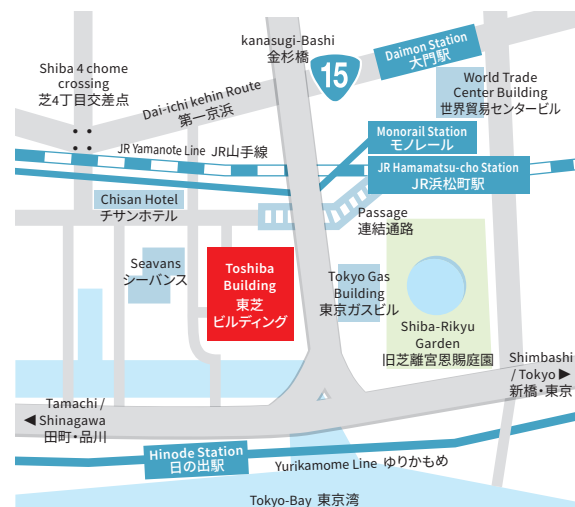 kanasugi-Bashi
金杉橋
15
Daimon Station
大門駅
Shiba 4 chome
crossing
芝4丁目交差点
Dai-ichi kehin Route
第一京浜
World Trade
Center Building
世界貿易センタービル
Monorail Station
モノレール
JR Yamanote Line JR山手線
JR Hamamatsu-cho Station
JR浜松町駅
Chisan Hotel
チサンホテル
Passage
連結通路
Seavans
シーバンス
Toshiba
Building
東芝
ビルディング
Tokyo Gas
Building
東京ガスビル
Shiba-Rikyu
Garden
旧芝離宮恩賜庭園
Shimbashi
/ Tokyo ▶
新橋・東京
Tamachi /
◀ Shinagawa
田町・品川
Hinode Station
日の出駅
Yurikamome Line ゆりかもめ
Tokyo-Bay 東京湾